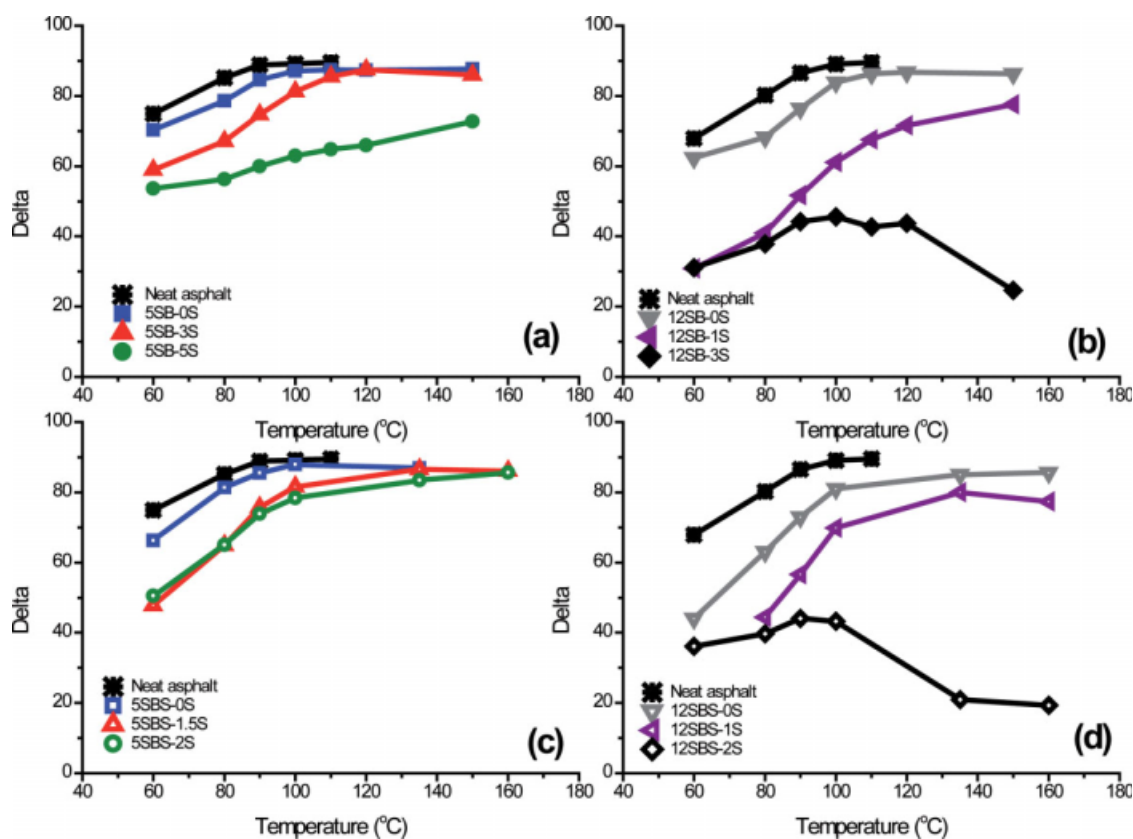 100
80
60
40
20
0
Delta
Neat asphalt
5SB-0S
5SB-3S
5SB-5S
(a)
40 60 80 100 120 140 160 180
Temperature (°C)
100
80
60
40
20
0
Delta
Neat asphalt
12SB-0S
12SB-1S
12SB-3S
(b)
40 60 80 100 120 140 160 180
Temperature (°C)
100
80
60
40
20
0
Delta
Neat asphalt
5SBS-0S
5SBS-1.5S
5SBS-2S
(c)
40 60 80 100 120 140 160 180
Temperature (°C)
100
80
60
40
20
0
Delta
Neat asphalt
12SBS-0S
12SBS-1S
12SBS-2S
(d)
40 60 80 100 120 140 160 180
Temperature (°C)